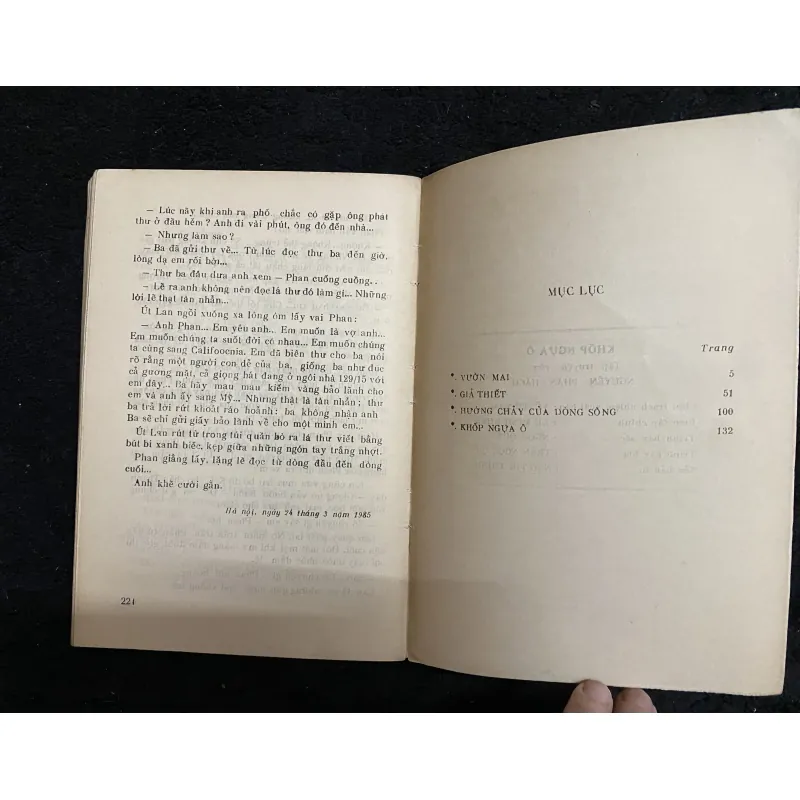 – Lúc nãy khi anh ra phố chắc có gặp ông phát
thư ở đầu hẻm ? Anh đi vài phút, ông đó đến nhà...
– Nhưng làm sao ?
– Ba đã gửi thư về... Từ lúc đọc thư ba đến giờ,
lòng dạ em rối bời...
– Thư ba đâu đưa anh xem – Phan cuống cuồng..
– Lẽ ra anh không nên đọc lá thư đó làm gì... Những
lời lẽ thật tàn nhẫn...
Út Lan ngồi xuống xa lông ôm lấy vai Phan:
– Anh Phan... Em yêu anh... Em muốn là vợ anh...
Em muốn chúng ta suốt đời có nhau... Em muốn chúng
ta cùng sang Califoocnia. Em đã biên thư cho ba nói
rõ rằng một người con đẻ của ba, giống ba như đúc
cả gương mặt, cả giọng hát đang ở ngôi nhà 129/15 với
em đây... Ba hãy mau mau kiếm vàng bảo lãnh cho
em và anh ấy sang Mỹ... Nhưng thật là tàn nhẫn ; thư
ba trả lời rứt khoát ráo hoảnh: ba không nhận anh
Ba sẽ chỉ gửi giấy bảo lành về cho một mình em...
Út Lan rút từ trong túi quần bò ra lá thư viết bằng
bút bi xanh biếc, kẹp giữa những ngón tay trắng nhợt.
Phan giằng lấy, lặng lẽ đọc từ dòng đầu đến dòng
cuối...
Anh khẽ cười gằn.
Hà nội, ngày 24 tháng 3 năm 1985
224
MỤC LỤC
Trang
•. VƯỜN MAI 5
•. GIẢ THIẾT 51
•. HƯỚNG CHẢY CỦA DÒNG SÔNG 100
•. KHỐP NGỰA Ô 132